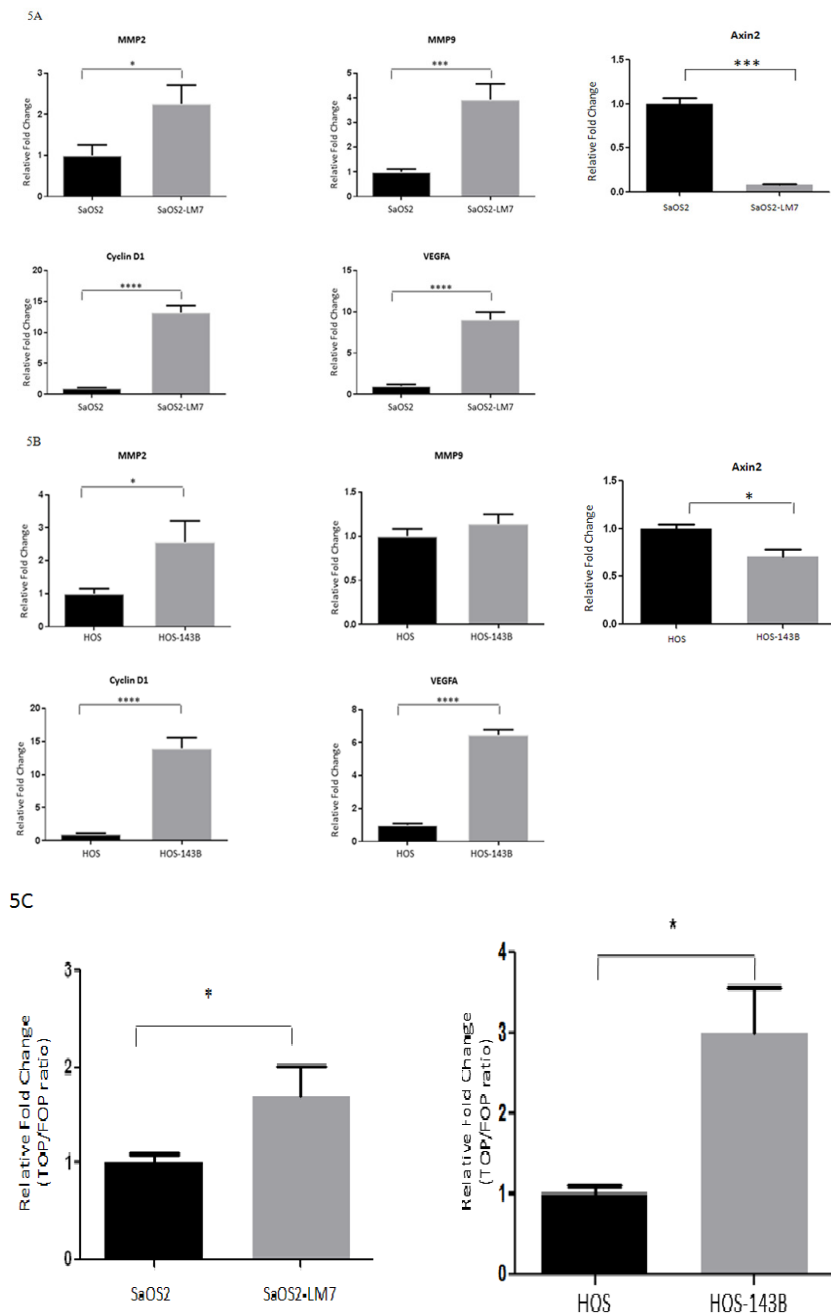 5A
MMP2
*
Relative Fold Change
3
2
1
0
SaOS2
SaOS2-LM7
MMP9
***
Relative Fold Change
5
4
3
2
1
0
SaOS2
SaOS2-LM7
Axin2
***
Relative Fold Change
1.5
1.0
0.5
0.0
SaOS2
SaOS2-LM7
Cyclin D1
****
Relative Fold Change
20
15
10
5
0
SaOS2
SaOS2-LM7
VEGFA
****
Relative Fold Change
15
10
5
0
SaOS2
SaOS2-LM7
5B
MMP2
*
Relative Fold Change
4
3
2
1
0
HOS
HOS-143B
MMP9
Relative Fold Change
1.5
1.0
0.5
0.0
HOS
HOS-143B
Axin2
*
Relative Fold Change
1.5
1.0
0.5
0.0
HOS
HOS-143B
Cyclin D1
****
Relative Fold Change
20
15
10
5
0
HOS
HOS-143B
VEGFA
****
Relative Fold Change
8
6
4
2
0
HOS
HOS-143B
5C
*
Relative Fold Change
(TOP/FOP ratio)
3
2
1
0
SaOS2
SaOS2-LM7
*
Relative Fold Change
(TOP/FOP ratio)
4
3
2
1
0
HOS
HOS-143B